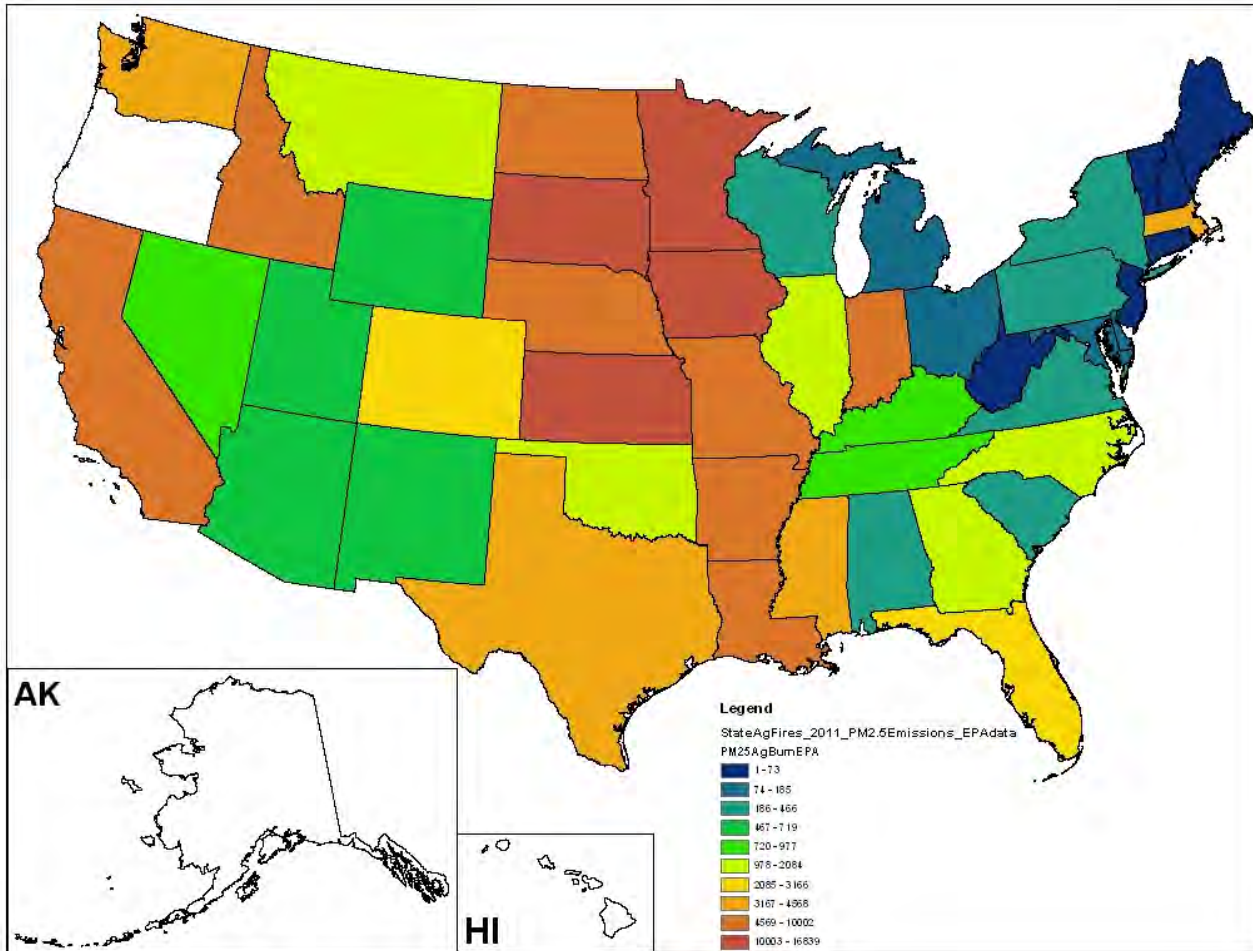 AK
HI
Legend
StateAgFires_2011_PM2.5Emissions_EPAdata
PM25AgBurnEPA
1 - 73
74 - 185
186 - 466
467 - 719
720 - 977
978 - 2084
2085 - 3166
3167 - 4568
4569 - 10002
10003 - 16839